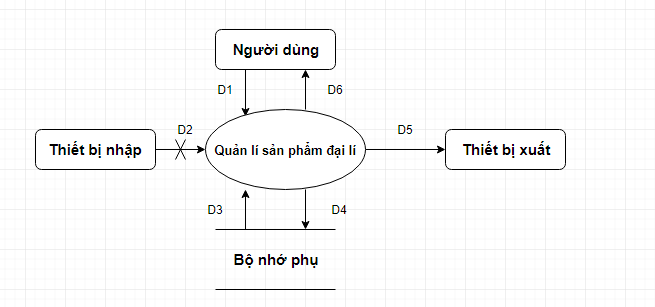 Người dùng
D1
D6
D2
D5
Thiết bị nhập
Quản lí sản phẩm đại lí
Thiết bị xuất
D3
D4
Bộ nhớ phụ